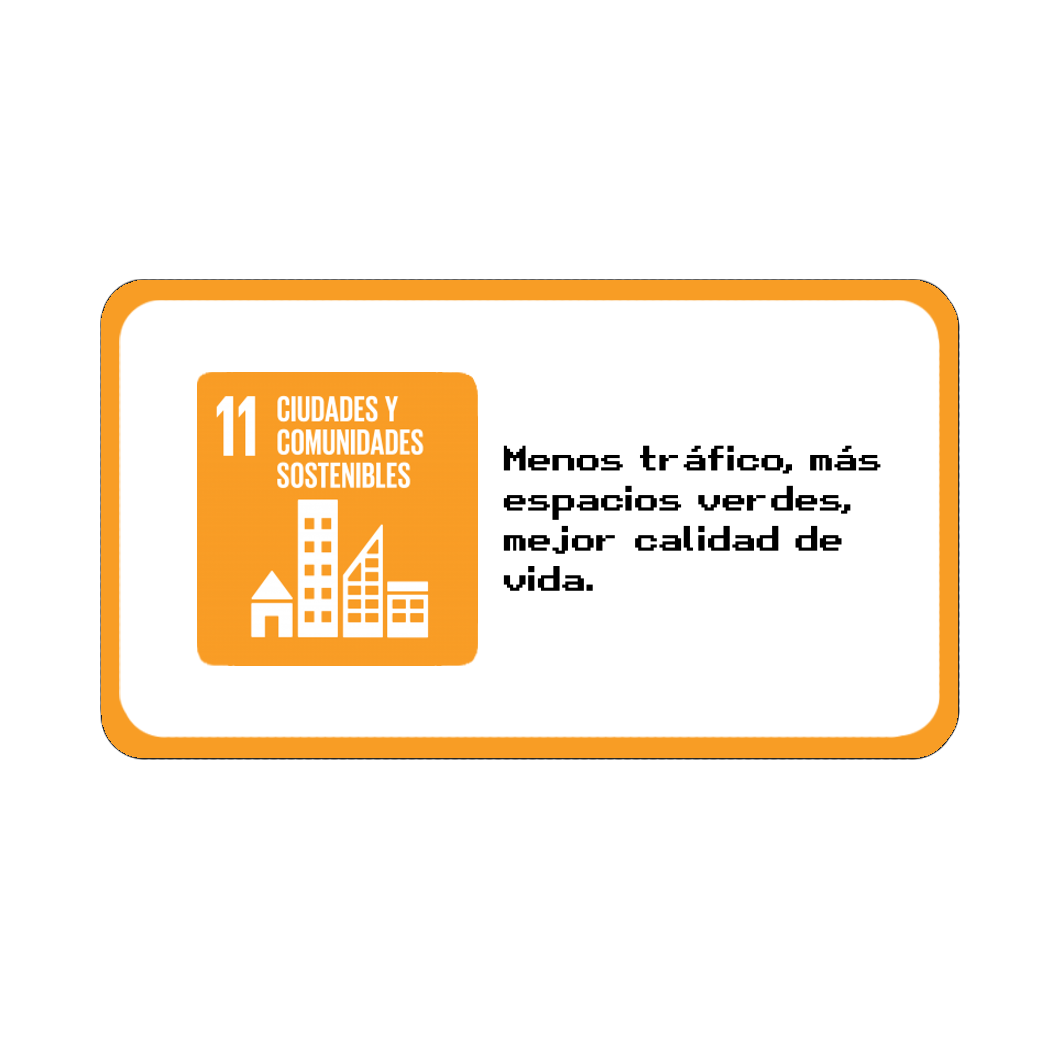 11
CIUDADES Y
COMUNIDADES
SOSTENIBLES
Menos tráfico, más
espacios verdes,
mejor calidad de
vida.